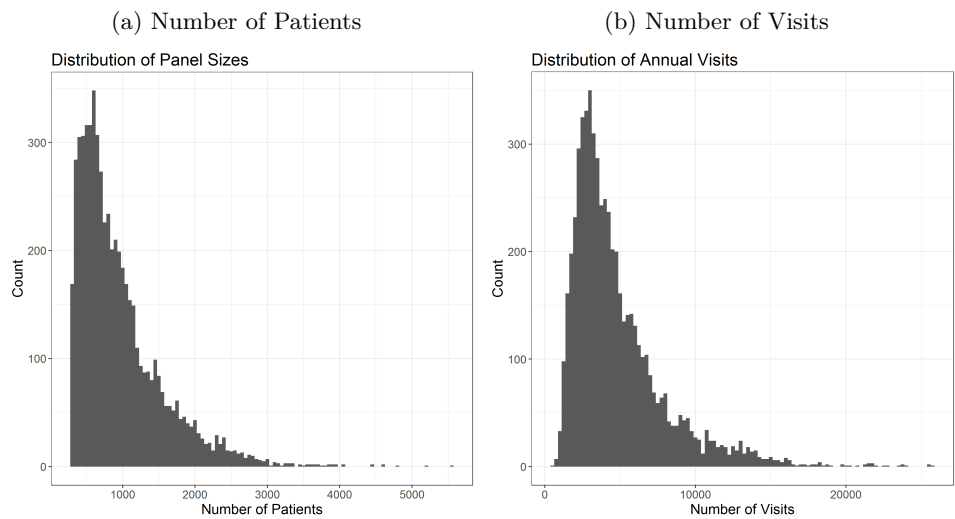 (a) Number of Patients
Distribution of Panel Sizes
Count
300
200
100
0
1000 2000 3000 4000 5000
Number of Patients
(b) Number of Visits
Distribution of Annual Visits
Count
300
200
100
0
0 10000 20000
Number of Visits